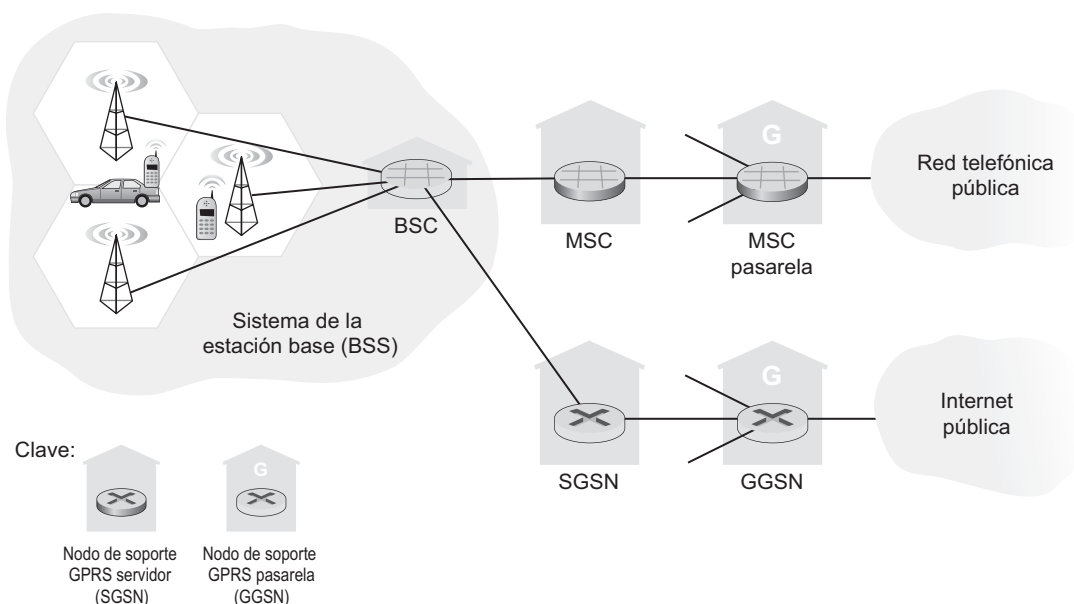 G
Red telefónica
pública
BSC
MSC
MSC
pasarela
Sistema de la
estación base (BSS)
G
Internet
pública
SGSN
GGSN
Clave:
G
Nodo de soporte
GPRS servidor
(SGSN)
Nodo de soporte
GPRS pasarela
(GGSN)